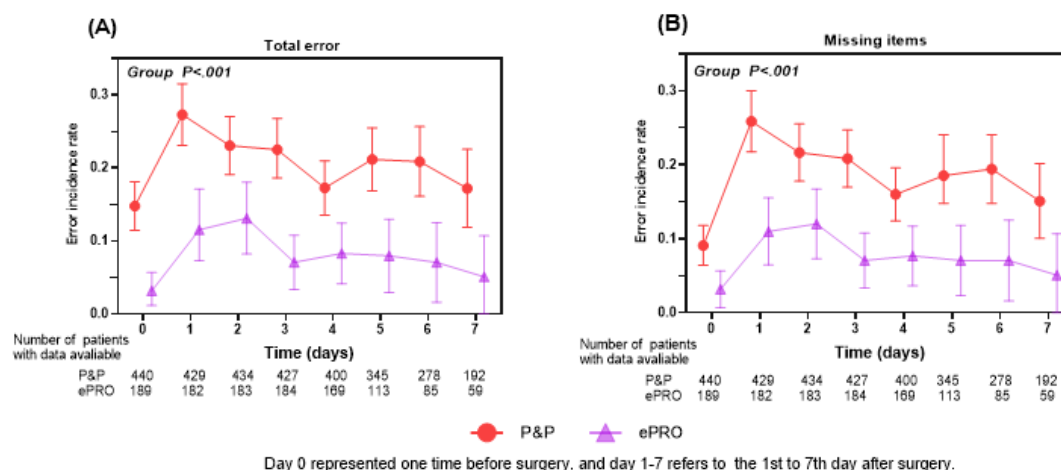 (A)
Total error
Group P<.001
Error incidence rate
0.3
0.2
0.1
0.0
0 1 2 3 4 5 6 7
Time (days)
Number of patients
with data avaliable
P&P 440 429 434 427 400 345 278 192
ePRO 189 182 183 184 169 113 85 59
(B)
Missing items
Group P<.001
Error incidence rate
0.3
0.2
0.1
0.0
0 1 2 3 4 5 6 7
Time (days)
Number of patients
with data avaliable
P&P 440 429 434 427 400 345 278 192
ePRO 189 182 183 184 169 113 85 59
P&P ePRO
Day 0 represented one time before surgery, and day 1-7 refers to the 1st to 7th day after surgery.